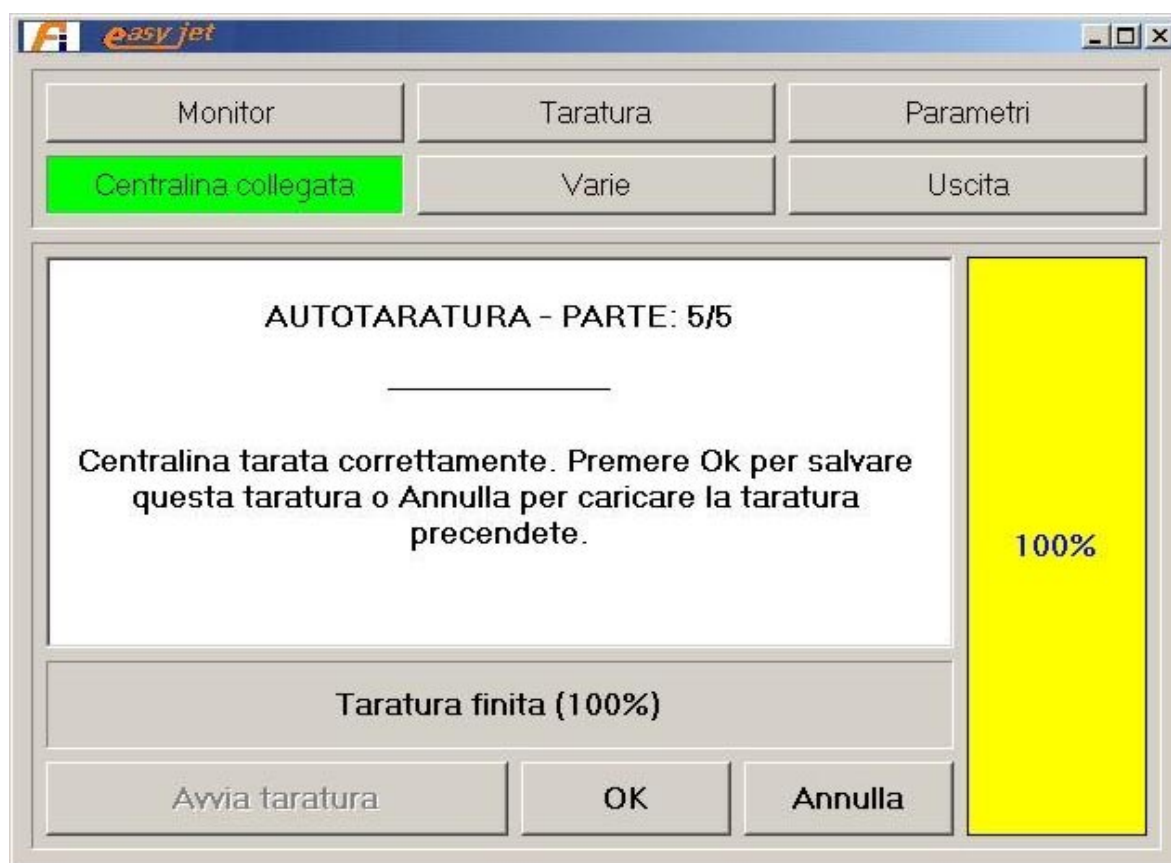 easy jet
Monitor
Taratura
Parametri
Centralina collegata
Varie
Uscita
AUTOTARATURA - PARTE: 5/5
Centralina tarata correttamente. Premere Ok per salvare
questa taratura o Annulla per caricare la taratura
precendete.
100%
Taratura finita (100%)
Avvia taratura
OK
Annulla